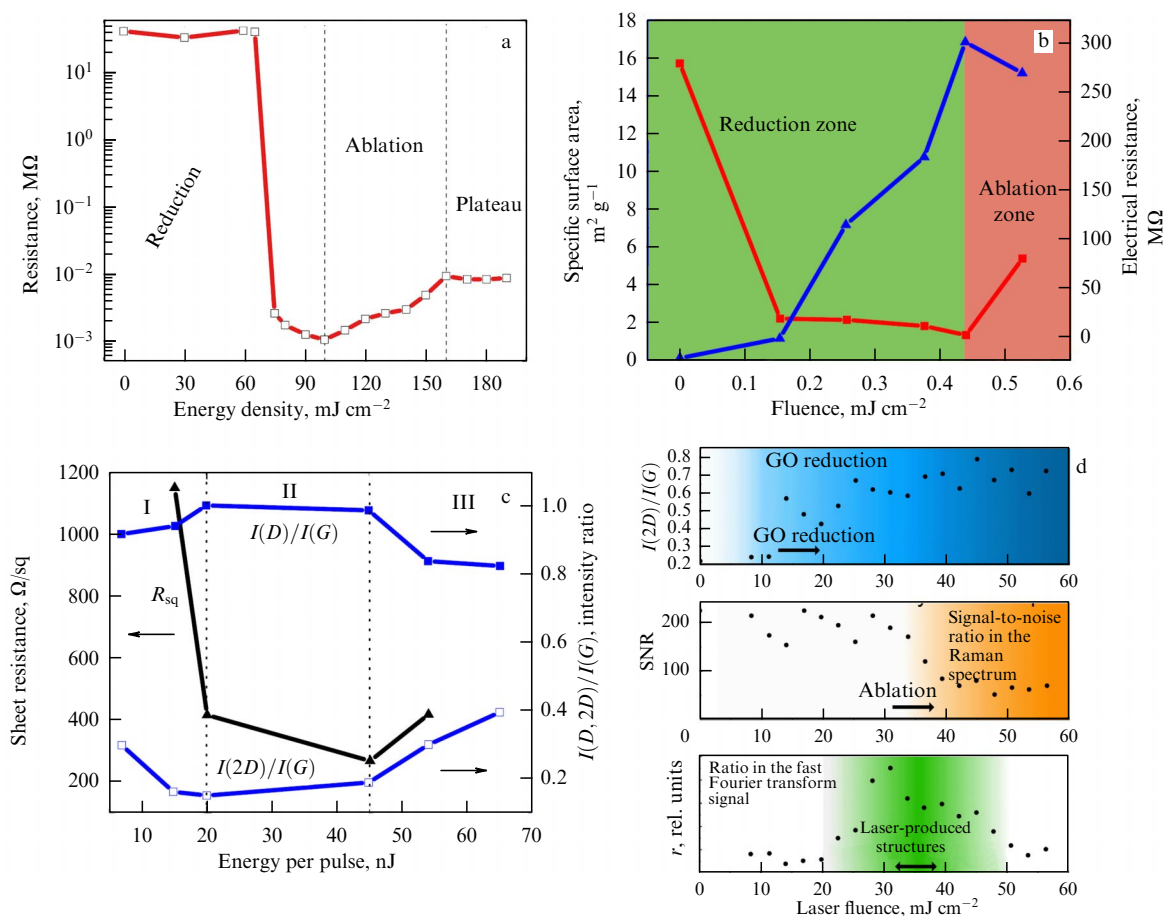 a
Resistance, MΩ
10¹
10⁰
10⁻¹
10⁻²
10⁻³
Reduction
Ablation
Plateau
0 30 60 90 120 150 180
Energy density, mJ cm⁻²
b
Specific surface area,
m² g⁻¹
18
16
14
12
10
8
6
4
2
0
Reduction zone
Ablation
zone
300
250
200
150
100
50
0
Electrical resistance,
MΩ
0 0.1 0.2 0.3 0.4 0.5 0.6
Fluence, mJ cm⁻²
c
Sheet resistance, Ω/sq
1200
1000
800
600
400
200
I
II
III
I(D)/I(G)
R_sq
I(2D)/I(G)
1.0
0.8
0.6
0.4
0.2
I(D, 2D)/I(G), intensity ratio
10 20 30 40 50 60 70
Energy per pulse, nJ
d
I(2D)/I(G)
0.8
0.7
0.6
0.5
0.4
0.3
0.2
GO reduction
GO reduction
0 10 20 30 40 50 60
SNR
200
100
Signal-to-noise
ratio in the
Raman
spectrum
Ablation
0 10 20 30 40 50 60
r, rel. units
Ratio in the fast
Fourier transform
signal
Laser-produced
structures
0 10 20 30 40 50 60
Laser fluence, mJ cm⁻²